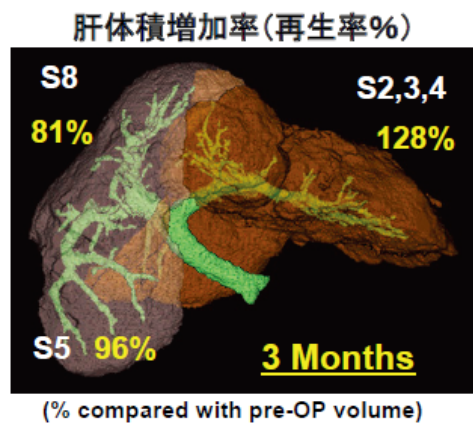 肝体積増加率(再生率%)
S8
S2,3,4
81%
128%
S5 96%
3 Months
(% compared with pre-OP volume)